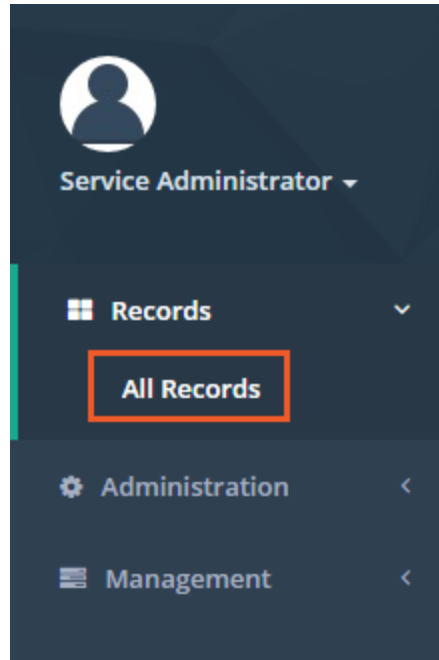 Service Administrator
Records
All Records
Administration
Management